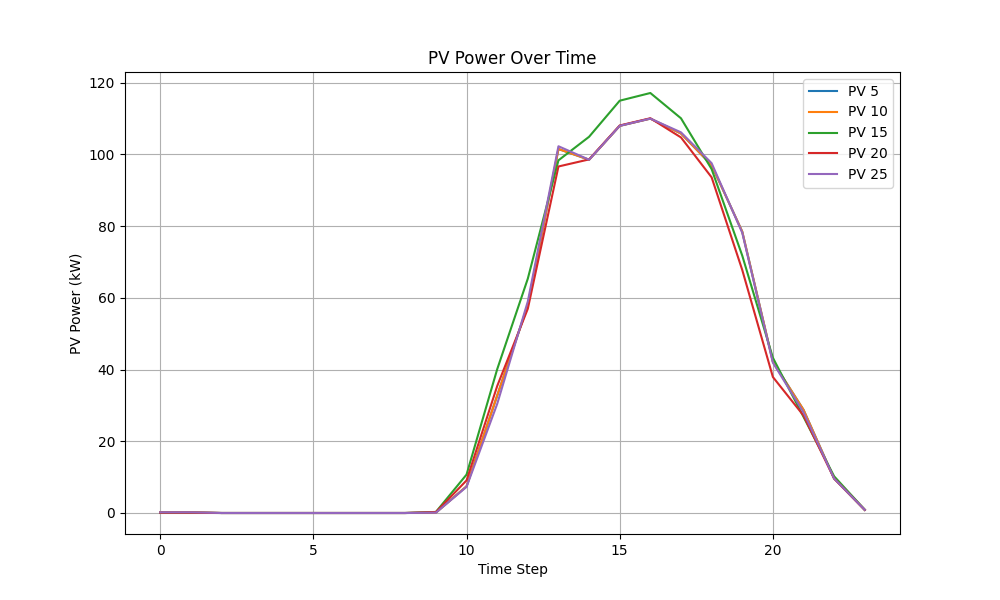 PV Power Over Time
120
100
80
60
40
20
0
PV Power (kW)
PV 5
PV 10
PV 15
PV 20
PV 25
0 5 10 15 20
Time Step